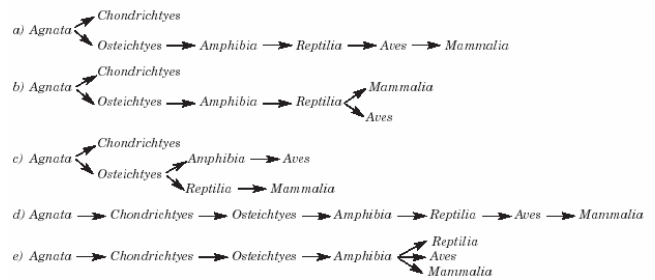 Chondrichtyes
a) Agnata
Osteichtyes Amphibia Reptilia Aves Mammalia
Chondrichtyes
b) Agnata Mammalia
Osteichtyes Amphibia Reptilia
Aves
Chondrichtyes
c) Agnata Amphibia Aves
Osteichtyes
Reptilia Mammalia
d) Agnata Chondrichtyes Osteichtyes Amphibia Reptilia Aves Mammalia
Reptilia
e) Agnata Chondrichtyes Osteichtyes Amphibia Aves
Mammalia